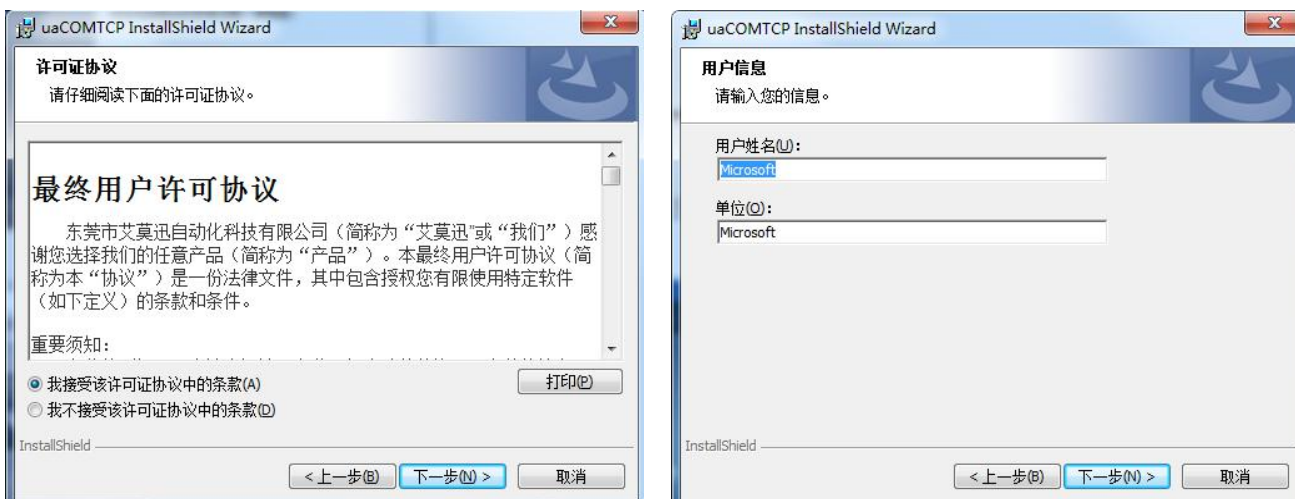 uaCOMTCP InstallShield Wizard
许可证协议
请仔细阅读下面的许可证协议。
最终用户许可协议
东莞市艾莫迅自动化科技有限公司（简称为“艾莫迅”或“我们”）感
谢您选择我们的任意产品（简称为“产品”）。本最终用户许可协议（简
称为本“协议”）是一份法律文件，其中包含授权您有限使用特定软件
（如下定义）的条款和条件。
重要须知：
我接受该许可证协议中的条款(A)
打印(P)
我不接受该许可证协议中的条款(D)
InstallShield
<上一步(B)
下一步(N) >
取消
uaCOMTCP InstallShield Wizard
用户信息
请输入您的信息。
用户姓名(U)：
Microsoft
单位(O)：
Microsoft
InstallShield
<上一步(B)
下一步(N) >
取消